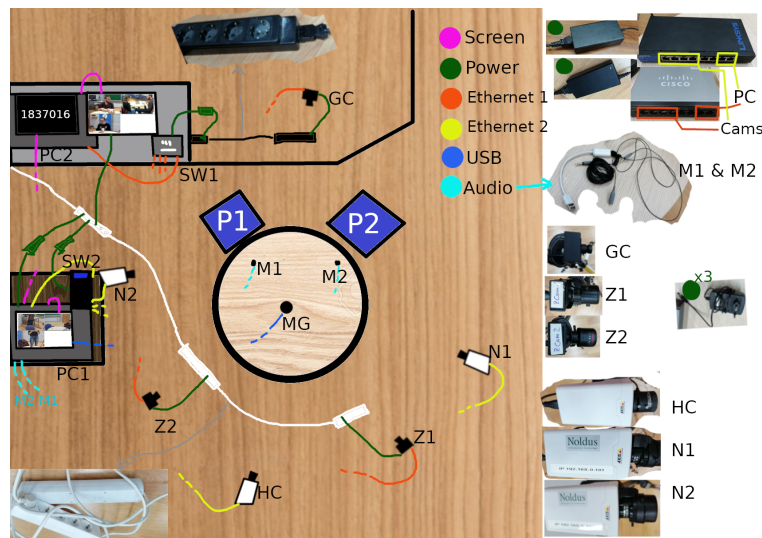 Screen
Power
Ethernet 1
Ethernet 2
USB
Audio
GC
1837016
PC2
SW1
P1
P2
M1
M2
MG
SW2
N2
PC1
M2 M1
Z2
Z1
N1
HC
LINKSYS
CISCO
PC
Cams
M1 & M2
GC
Z1
Z2
x3
HC
N1
N2
Noldus
Noldus
AXIS